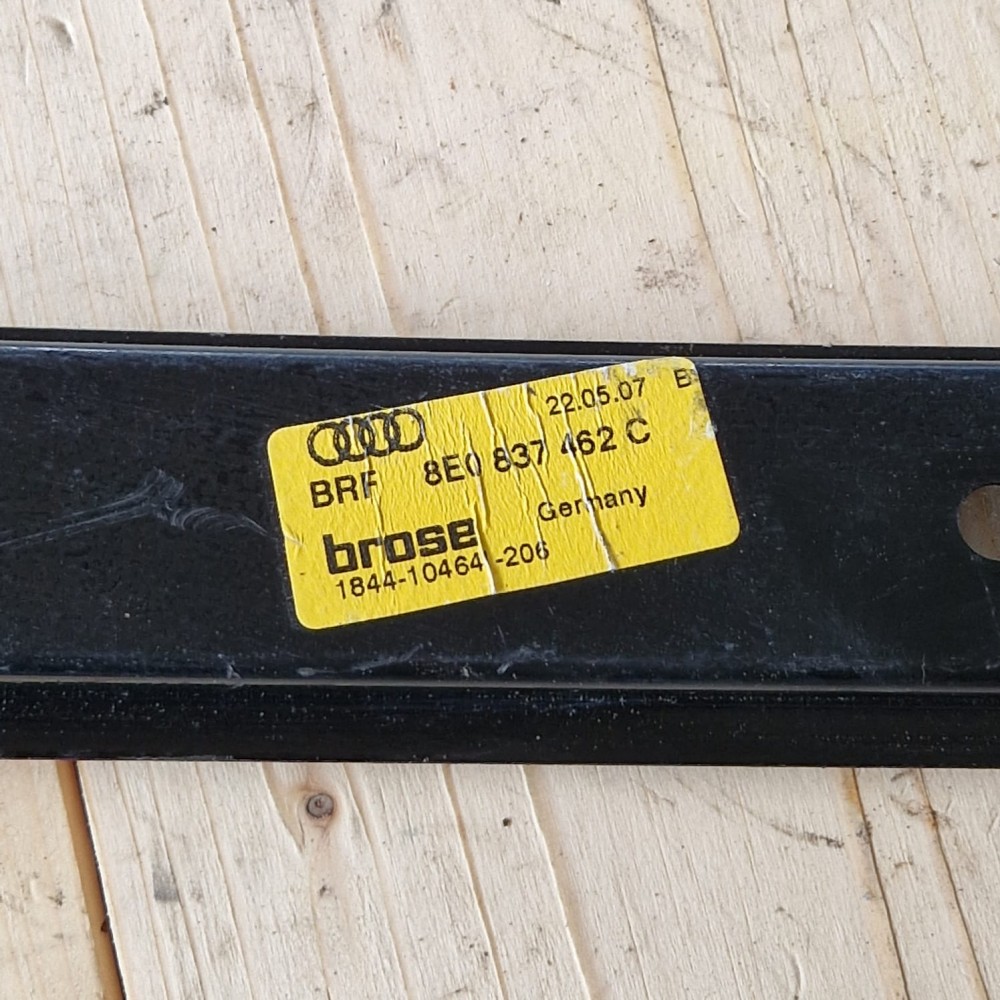 22.05.07
BRF 8E0 837 462 C
Germany
brose
1844-10464 -206